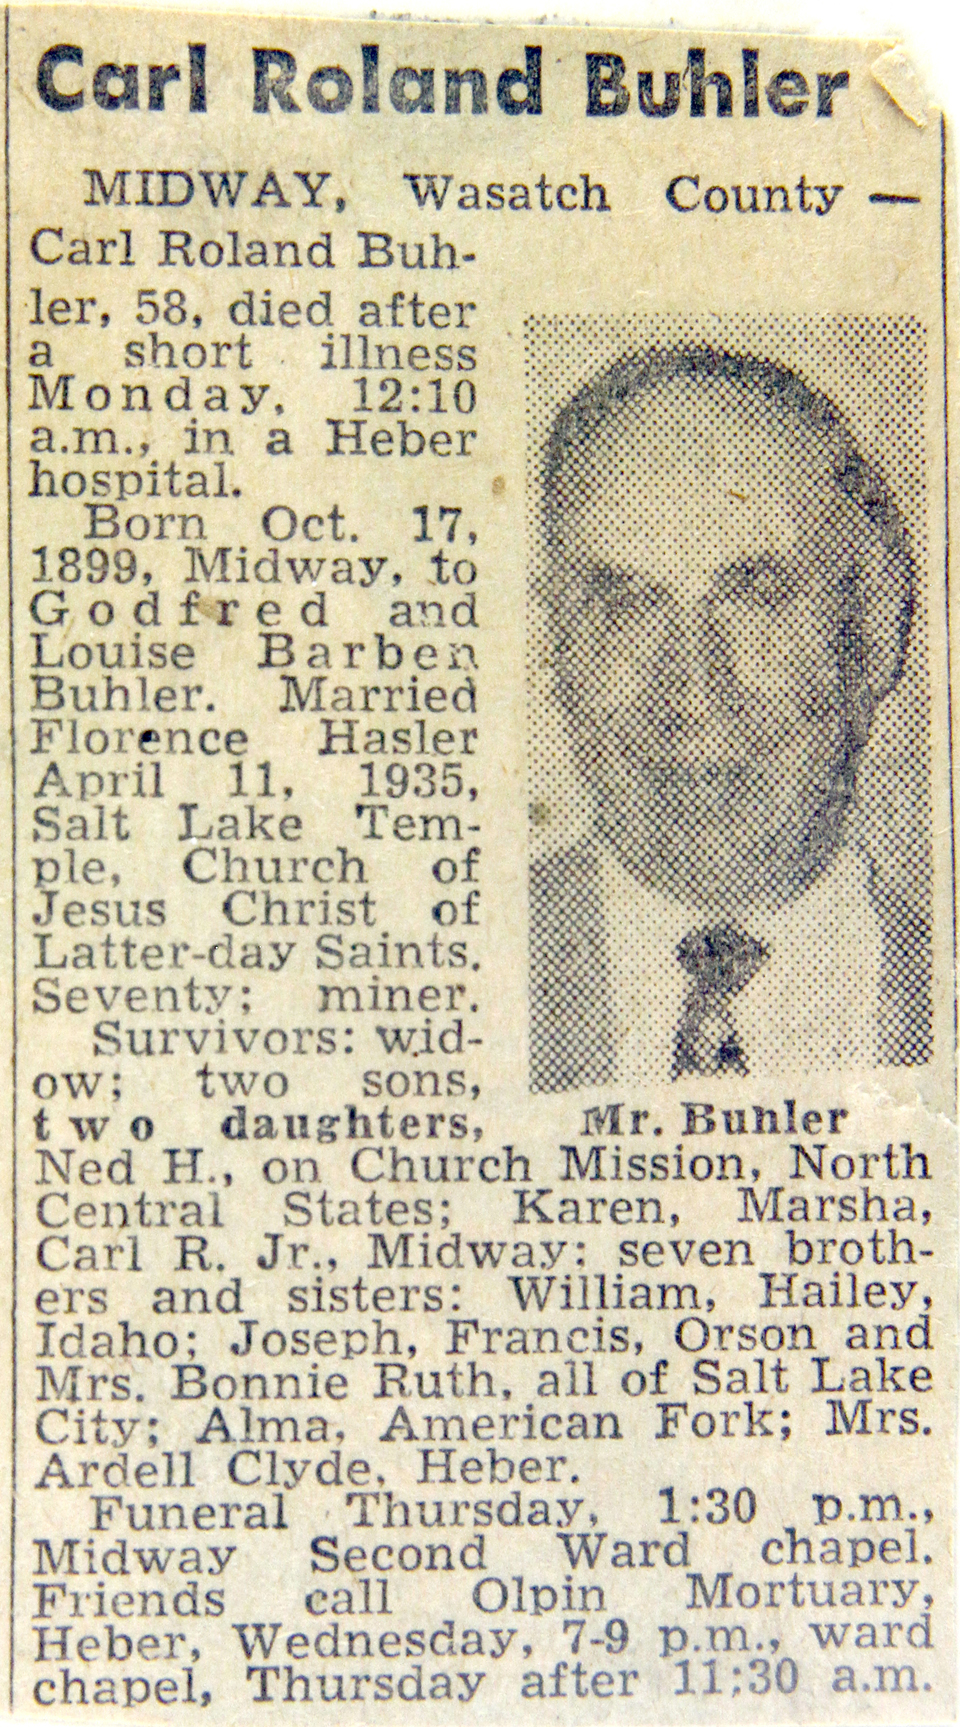 Carl Roland Buhler
MIDWAY, Wasatch County —
Carl Roland Buh-
ler, 58, died after
a short illness
Monday, 12:10
a.m., in a Heber
hospital.
Born Oct. 17,
1899, Midway, to
Godfred and
Louise Barben
Buhler. Married
Florence Hasler
April 11, 1935,
Salt Lake Tem-
ple, Church of
Jesus Christ of
Latter-day Saints.
Seventy; miner.
Survivors: wid-
ow; two sons,
two daughters,
Mr. Buhler
Ned H., on Church Mission, North
Central States; Karen, Marsha,
Carl R. Jr., Midway; seven broth-
ers and sisters: William, Hailey,
Idaho; Joseph, Francis, Orson and
Mrs. Bonnie Ruth, all of Salt Lake
City; Alma, American Fork; Mrs.
Ardell Clyde, Heber.
Funeral Thursday, 1:30 p.m.,
Midway Second Ward chapel.
Friends call Olpin Mortuary,
Heber, Wednesday, 7-9 p.m., ward
chapel, Thursday after 11:30 a.m.